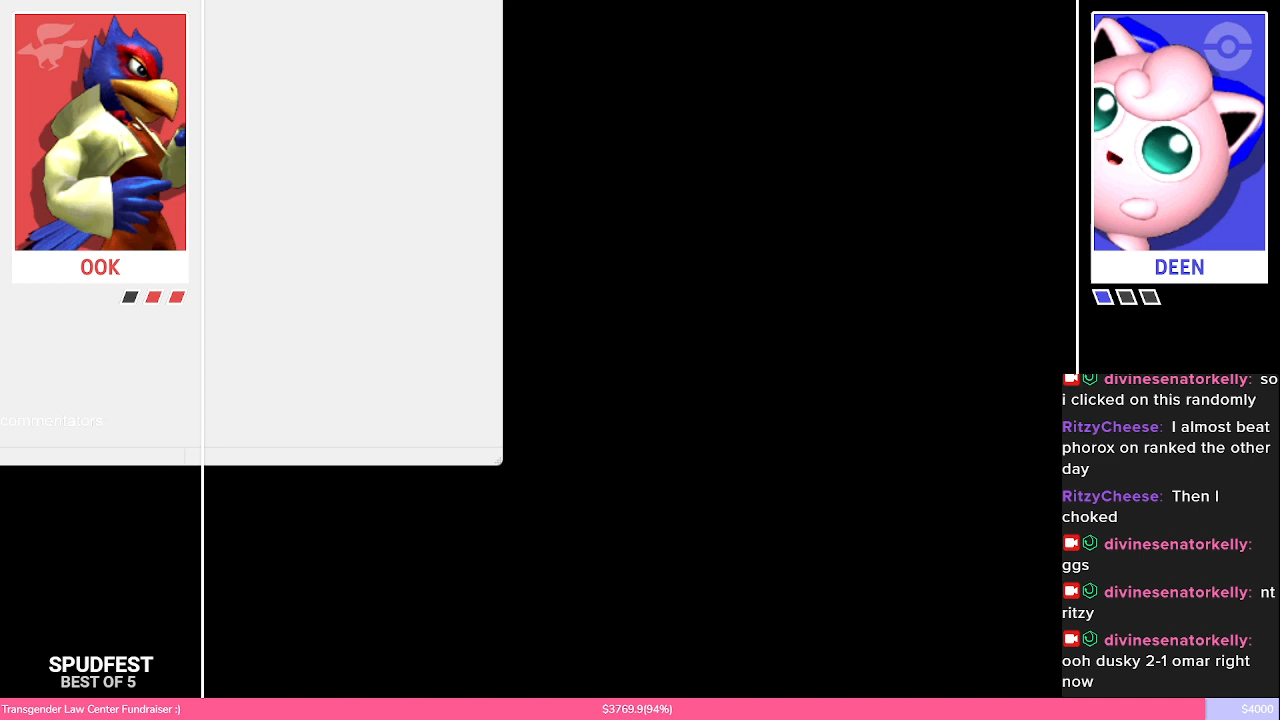 OOK
DEEN
commentators
divinesenatorkelly: so
i clicked on this randomly
RitzyCheese: I almost beat
phorox on ranked the other
day
RitzyCheese: Then I
choked
divinesenatorkelly:
ggs
divinesenatorkelly: nt
ritzy
divinesenatorkelly:
ooh dusky 2-1 omar right
now
SPUDFEST
BEST OF 5
Transgender Law Center Fundraiser :)
$3769.9(94%)
$4000